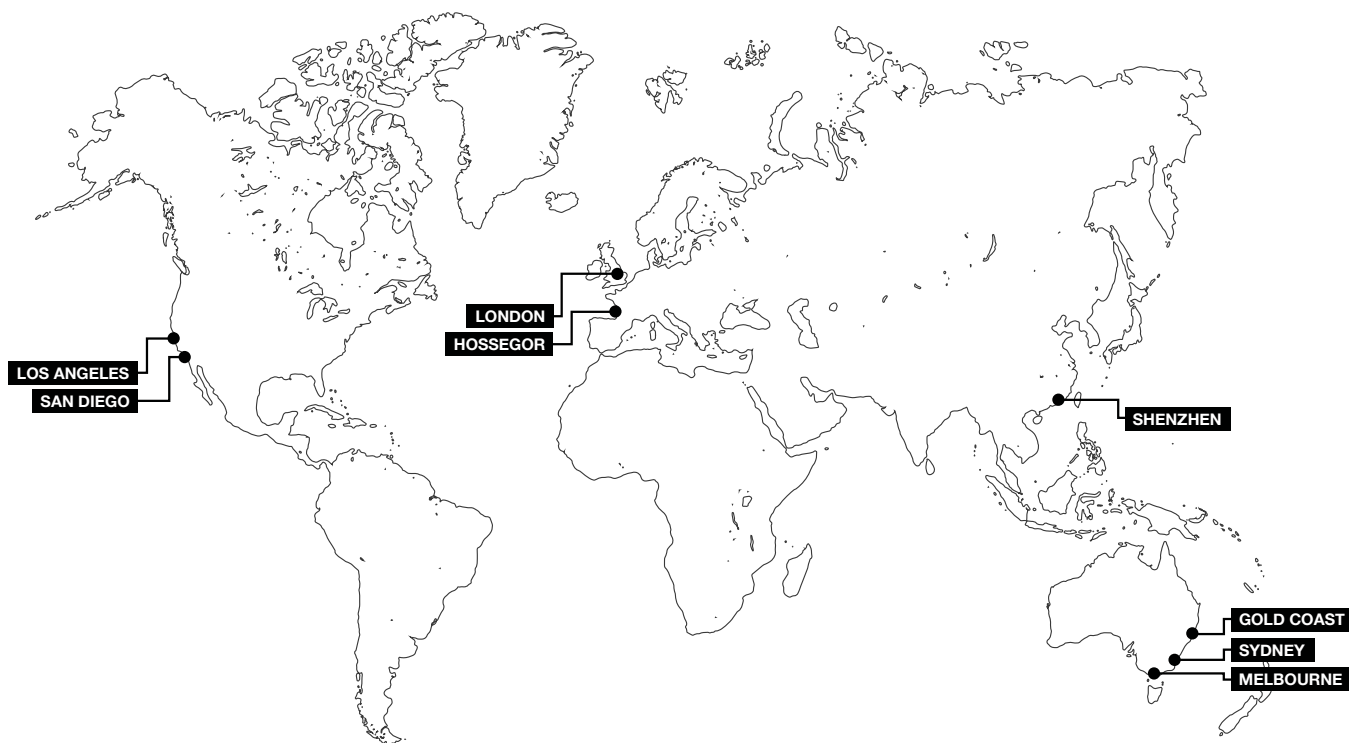 LONDON
HOSSEGOR
LOS ANGELES
SAN DIEGO
SHENZHEN
GOLD COAST
SYDNEY
MELBOURNE